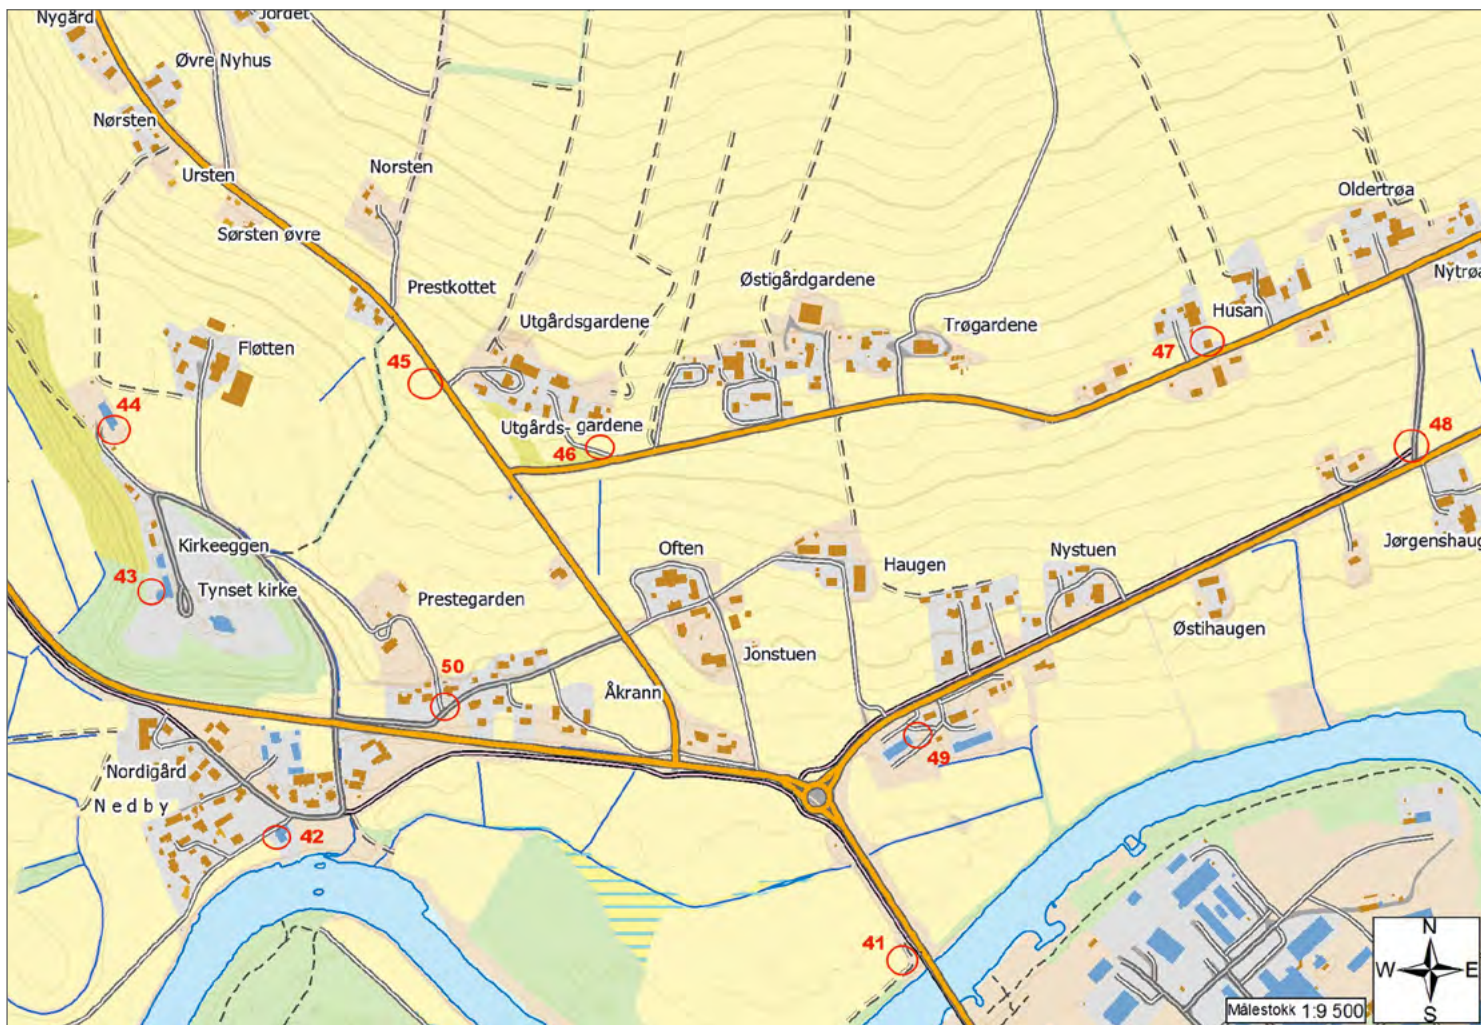 Nygård
Jordet
Øvre Nyhus
Nørsten
Ursten
Norsten
Sørsten øvre
Oldertrøa
Prestkottet
Østigårdgardene
Nytrøa
Utgårdsgardene
Trøgardene
Husan
Fløtten
45
47
44
Utgårds- gardene
46
48
Kirkeeggen
Often
Haugen
Nystuen
Jørgenshaug
43
Tynset kirke
Prestegarden
Østihaugen
50
Jonstuen
Åkrann
49
Nordigård
Nedby
42
41
N
W
E
S
Målestokk 1:9 500